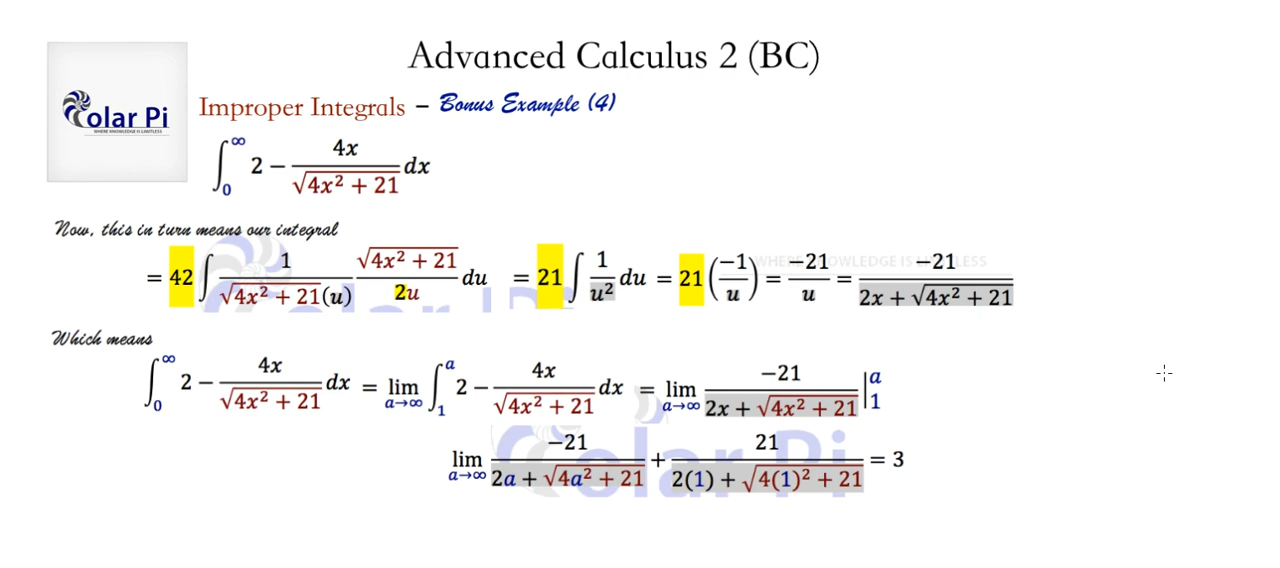 Advanced Calculus 2 (BC)
olar Pi
WHERE KNOWLEDGE IS LIMITLESS
Improper Integrals – Bonus Example (4)
∫₀^∞ 2 − 4x/√(4x² + 21) dx
Now, this in turn means our integral
= 42 ∫ 1/(√(4x² + 21)(u)) √(4x² + 21)/(2u) du = 21 ∫ 1/u² du = 21 (−1/u) = −21/u = −21/(2x + √(4x² + 21))
Which means
∫₀^∞ 2 − 4x/√(4x² + 21) dx = lim a→∞ ∫₁^a 2 − 4x/√(4x² + 21) dx = lim a→∞ −21/(2x + √(4x² + 21)) |₁^a
lim a→∞ −21/(2a + √(4a² + 21)) + 21/(2(1) + √(4(1)² + 21)) = 3